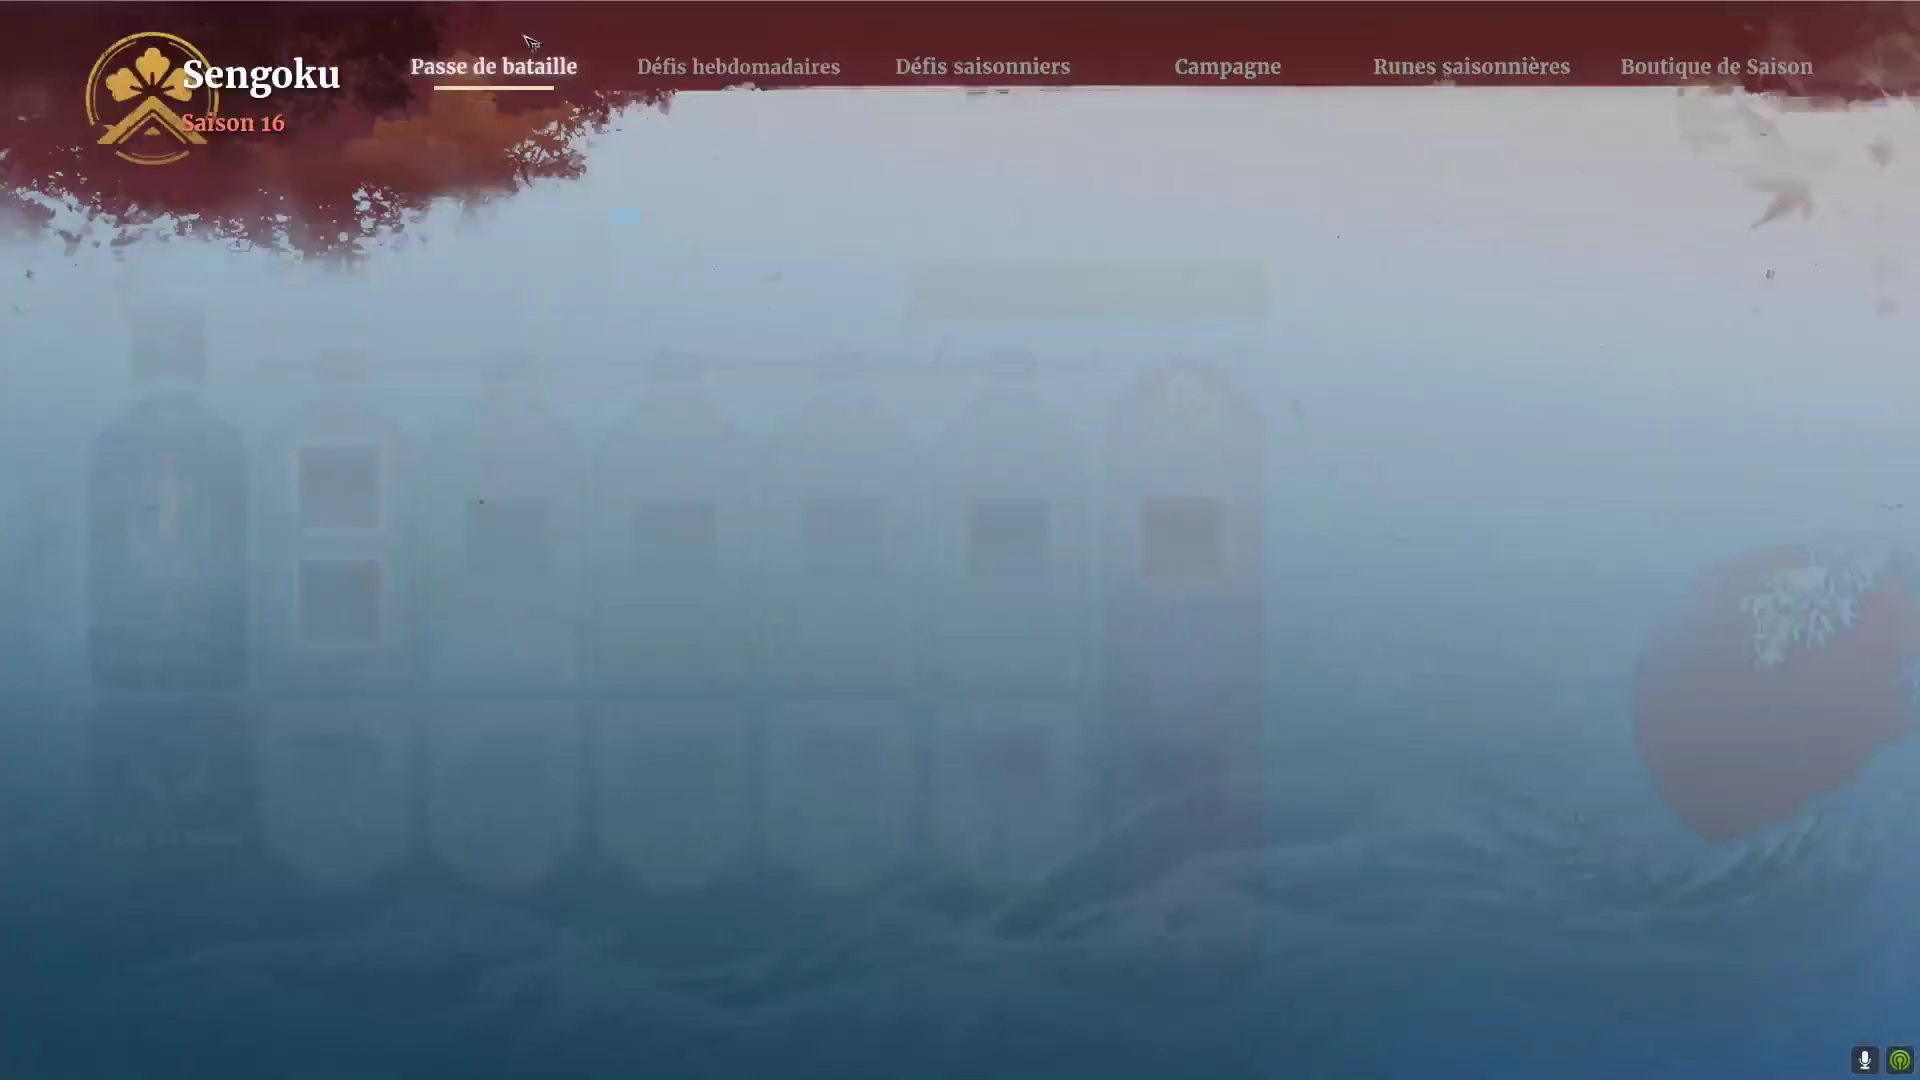 Sengoku
Saison 16
Passe de bataille
Défis hebdomadaires
Défis saisonniers
Campagne
Runes saisonnières
Boutique de Saison